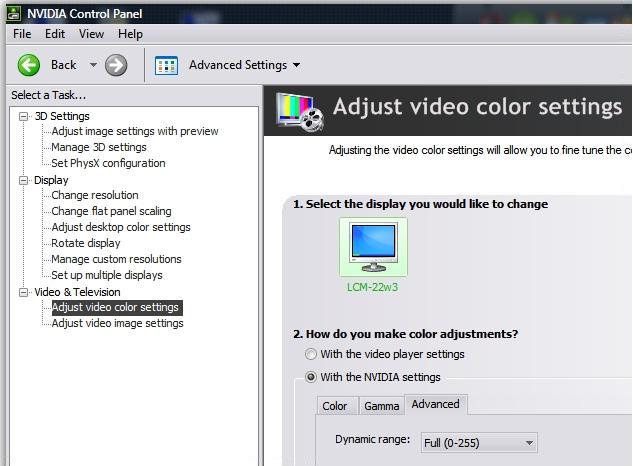 NVIDIA Control Panel
File Edit View Help
Back Advanced Settings
Select a Task...
3D Settings
Adjust image settings with preview
Manage 3D settings
Set PhysX configuration
Display
Change resolution
Change flat panel scaling
Adjust desktop color settings
Rotate display
Manage custom resolutions
Set up multiple displays
Video & Television
Adjust video color settings
Adjust video image settings
Adjust video color settings
Adjusting the video color settings will allow you to fine tune the
1. Select the display you would like to change
LCM-22w3
2. How do you make color adjustments?
With the video player settings
With the NVIDIA settings
Color Gamma Advanced
Dynamic range: Full (0-255)